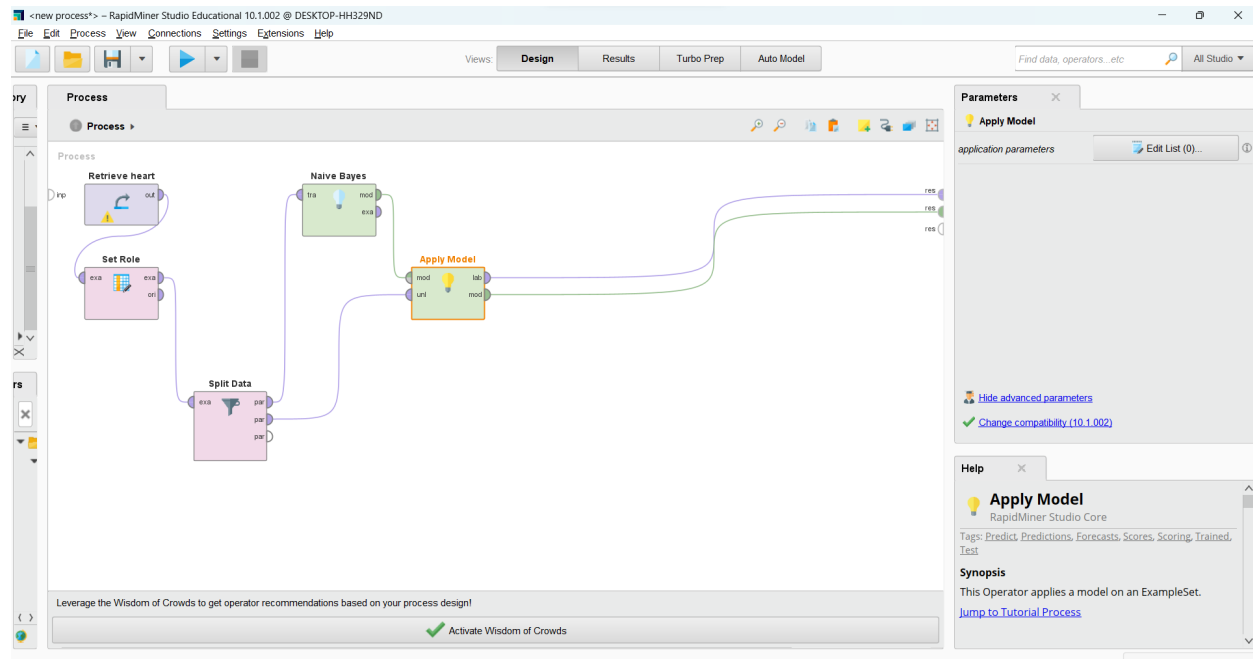 <new process*> – RapidMiner Studio Educational 10.1.002 @ DESKTOP-HH329ND
File Edit Process View Connections Settings Extensions Help
Views: Design Results Turbo Prep Auto Model
Find data, operators...etc
All Studio
ory
Process
Process
Process
Retrieve heart
inp
out
Naive Bayes
tra mod
exa
Set Role
exa exa
ori
Apply Model
mod lab
unl mod
Split Data
exa par
par
par
res
res
res
rs
Leverage the Wisdom of Crowds to get operator recommendations based on your process design!
Activate Wisdom of Crowds
Parameters
Apply Model
application parameters
Edit List (0)...
Hide advanced parameters
Change compatibility (10.1.002)
Help
Apply Model
RapidMiner Studio Core
Tags: Predict, Predictions, Forecasts, Scores, Scoring, Trained,
Test
Synopsis
This Operator applies a model on an ExampleSet.
Jump to Tutorial Process